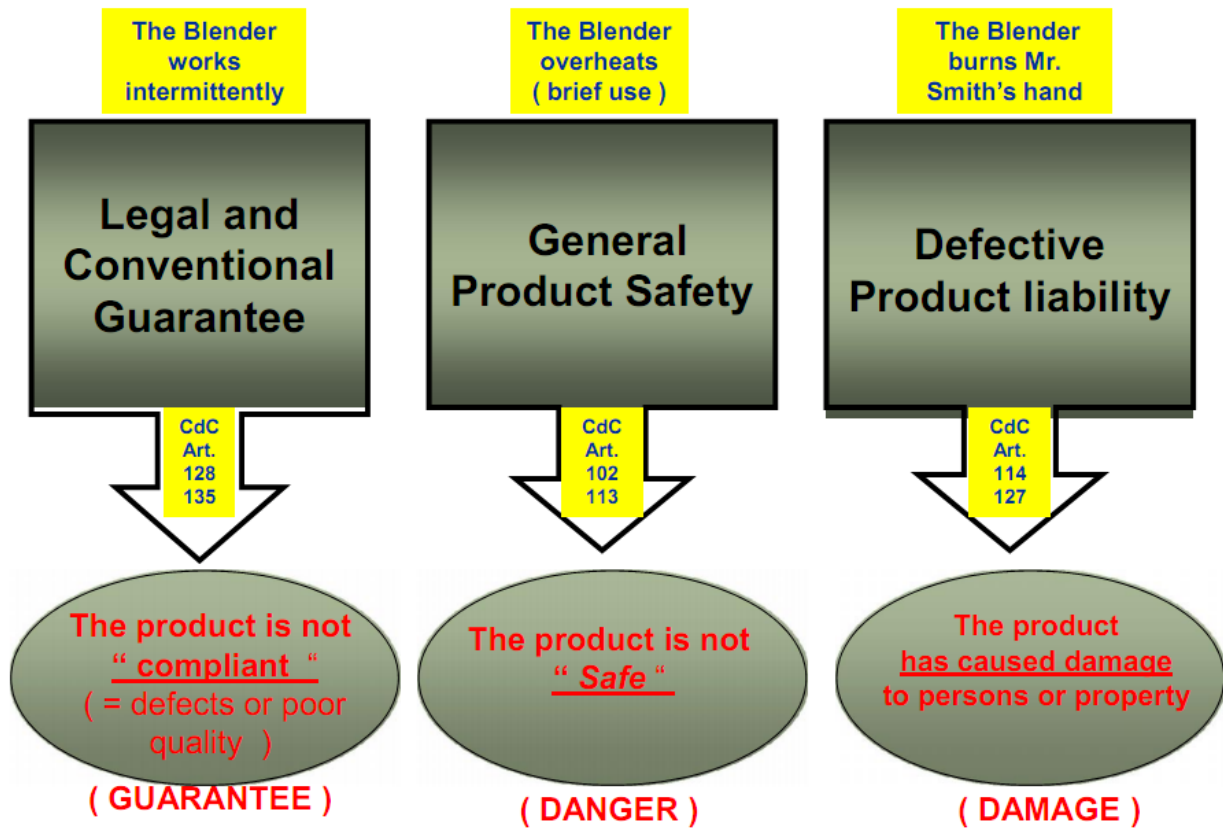 The Blender
works
intermittently
Legal and
Conventional
Guarantee
CdC
Art.
128
135
The product is not
“ compliant “
( = defects or poor
quality )
( GUARANTEE )
The Blender
overheats
( brief use )
General
Product Safety
CdC
Art.
102
113
The product is not
“ Safe “
( DANGER )
The Blender
burns Mr.
Smith’s hand
Defective
Product liability
CdC
Art.
114
127
The product
has caused damage
to persons or property
( DAMAGE )